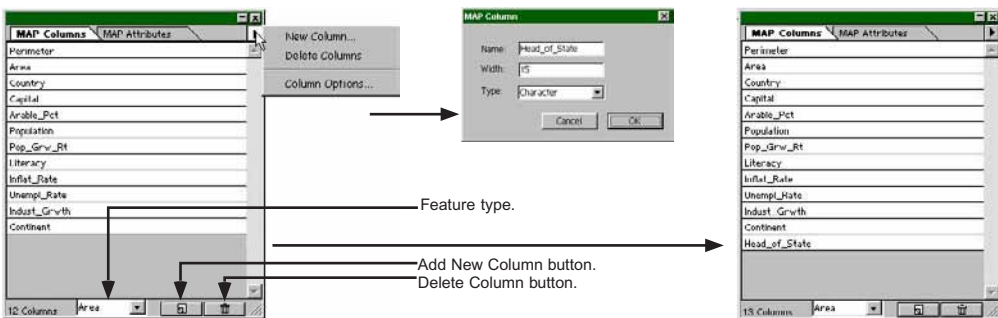 MAP Columns MAP Attributes
Perimeter
Area
Country
Capital
Arable_Pct
Population
Pop_Grw_Rt
Literacy
Inflat_Rate
Unempl_Rate
Indust_Grwth
Continent
12 Columns Area
New Column...
Delete Columns
Column Options...
MAP Column
Name: Head_of_State
Width: 15
Type: Character
Cancel OK
Feature type.
Add New Column button.
Delete Column button.
MAP Columns MAP Attributes
Perimeter
Area
Country
Capital
Arable_Pct
Population
Pop_Grw_Rt
Literacy
Inflat_Rate
Unempl_Rate
Indust_Grwth
Continent
Head_of_State
13 Columns Area